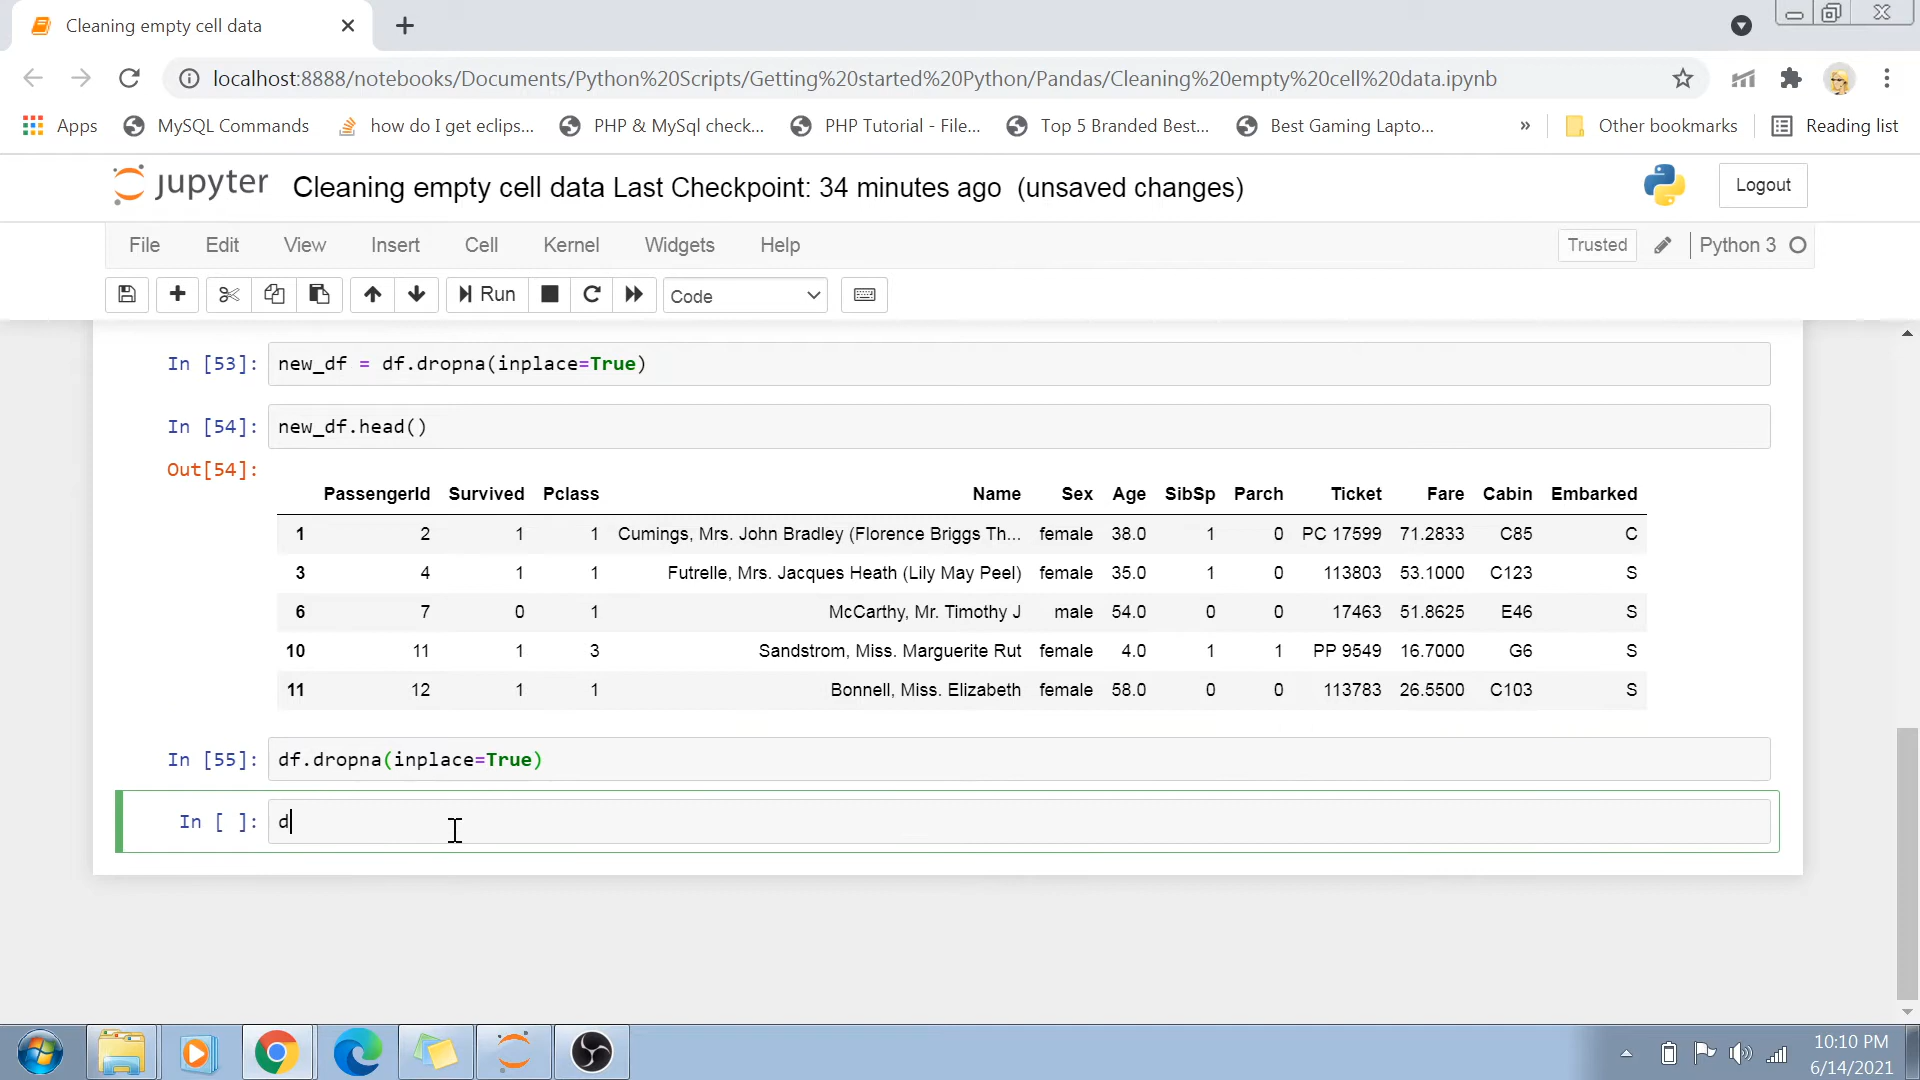 Cleaning empty cell data
localhost:8888/notebooks/Documents/Python%20Scripts/Getting%20started%20Python/Pandas/Cleaning%20empty%20cell%20data.ipynb
Apps MySQL Commands how do I get eclips... PHP & MySql check... PHP Tutorial - File... Top 5 Branded Best... Best Gaming Lapto... » Other bookmarks Reading list
jupyter Cleaning empty cell data Last Checkpoint: 34 minutes ago (unsaved changes) Logout
File Edit View Insert Cell Kernel Widgets Help Trusted Python 3
Run Code
In [53]: new_df = df.dropna(inplace=True)
In [54]: new_df.head()
Out[54]:
PassengerId Survived Pclass Name Sex Age SibSp Parch Ticket Fare Cabin Embarked
1 2 1 1 Cumings, Mrs. John Bradley (Florence Briggs Th... female 38.0 1 0 PC 17599 71.2833 C85 C
3 4 1 1 Futrelle, Mrs. Jacques Heath (Lily May Peel) female 35.0 1 0 113803 53.1000 C123 S
6 7 0 1 McCarthy, Mr. Timothy J male 54.0 0 0 17463 51.8625 E46 S
10 11 1 3 Sandstrom, Miss. Marguerite Rut female 4.0 1 1 PP 9549 16.7000 G6 S
11 12 1 1 Bonnell, Miss. Elizabeth female 58.0 0 0 113783 26.5500 C103 S
In [55]: df.dropna(inplace=True)
In [ ]: d
10:10 PM
6/14/2021